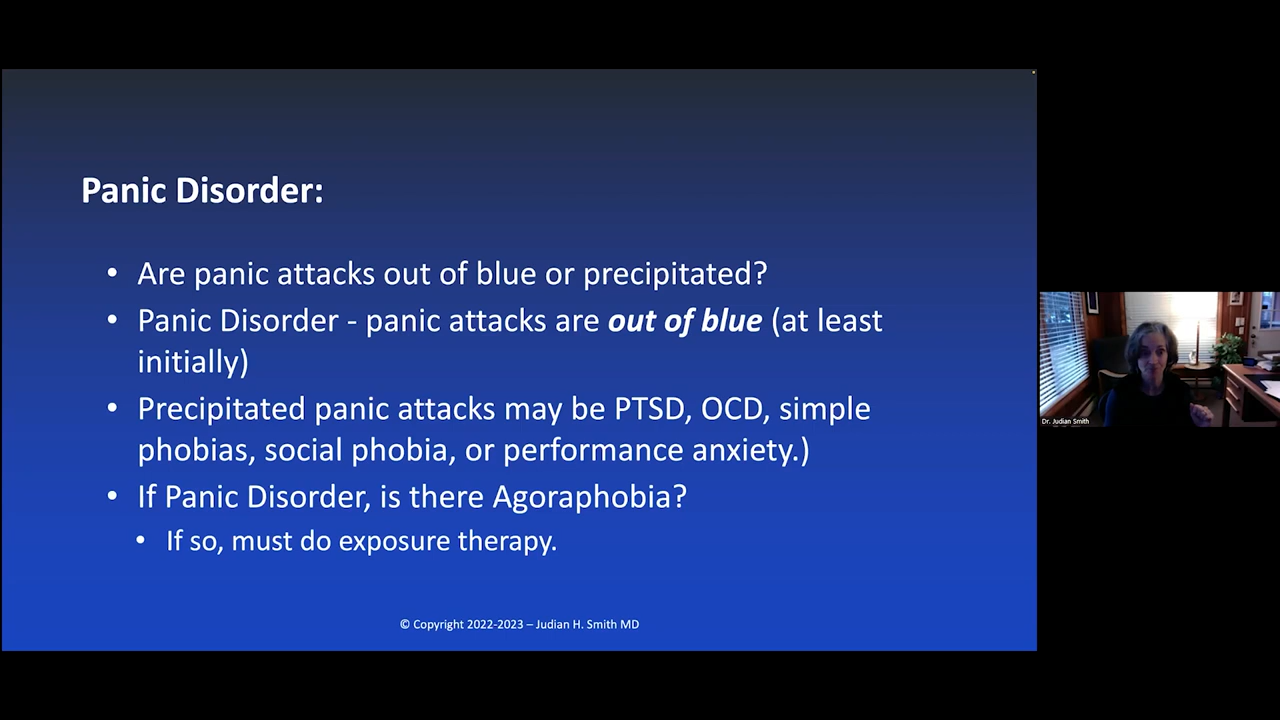 Panic Disorder:
• Are panic attacks out of blue or precipitated?
• Panic Disorder - panic attacks are out of blue (at least
initially)
• Precipitated panic attacks may be PTSD, OCD, simple
phobias, social phobia, or performance anxiety.)
• If Panic Disorder, is there Agoraphobia?
• If so, must do exposure therapy.
© Copyright 2022-2023 – Judian H. Smith MD
Dr. Judian Smith